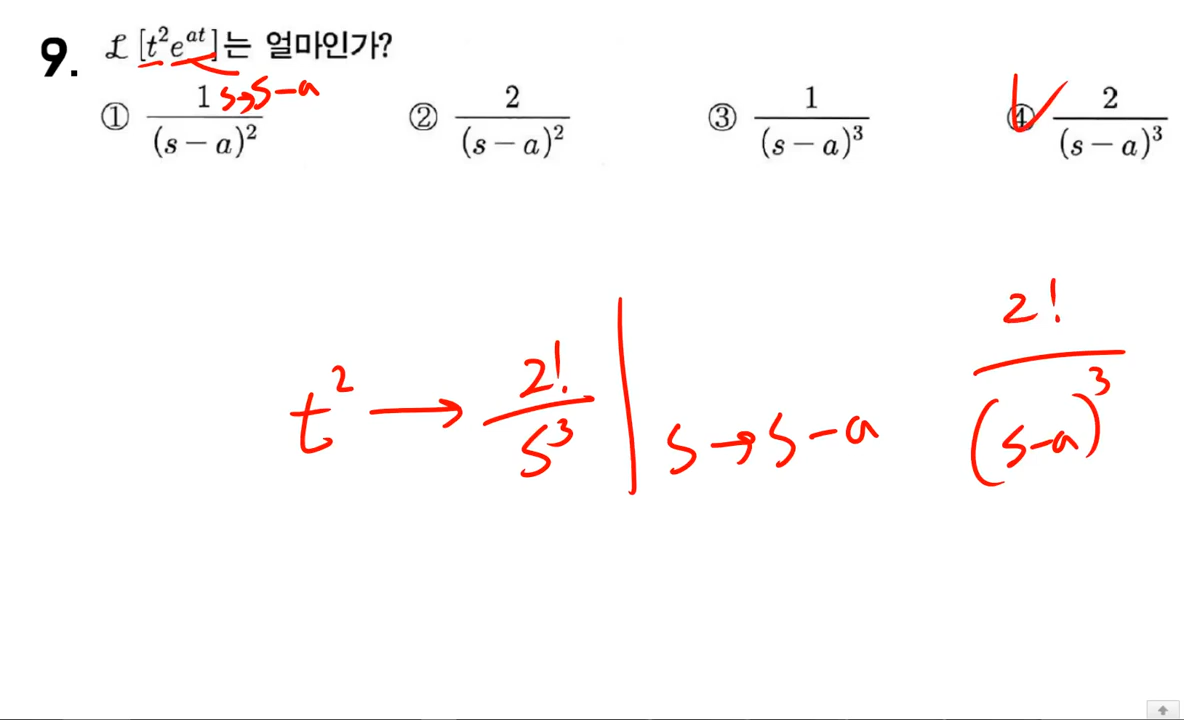 9. ℒ [t²e^{at}]는 얼마인가?
s→s-a
① 1/(s-a)² ② 2/(s-a)² ③ 1/(s-a)³ ④ 2/(s-a)³
t² → 2!/s³ | s→s-a 2!/(s-a)³